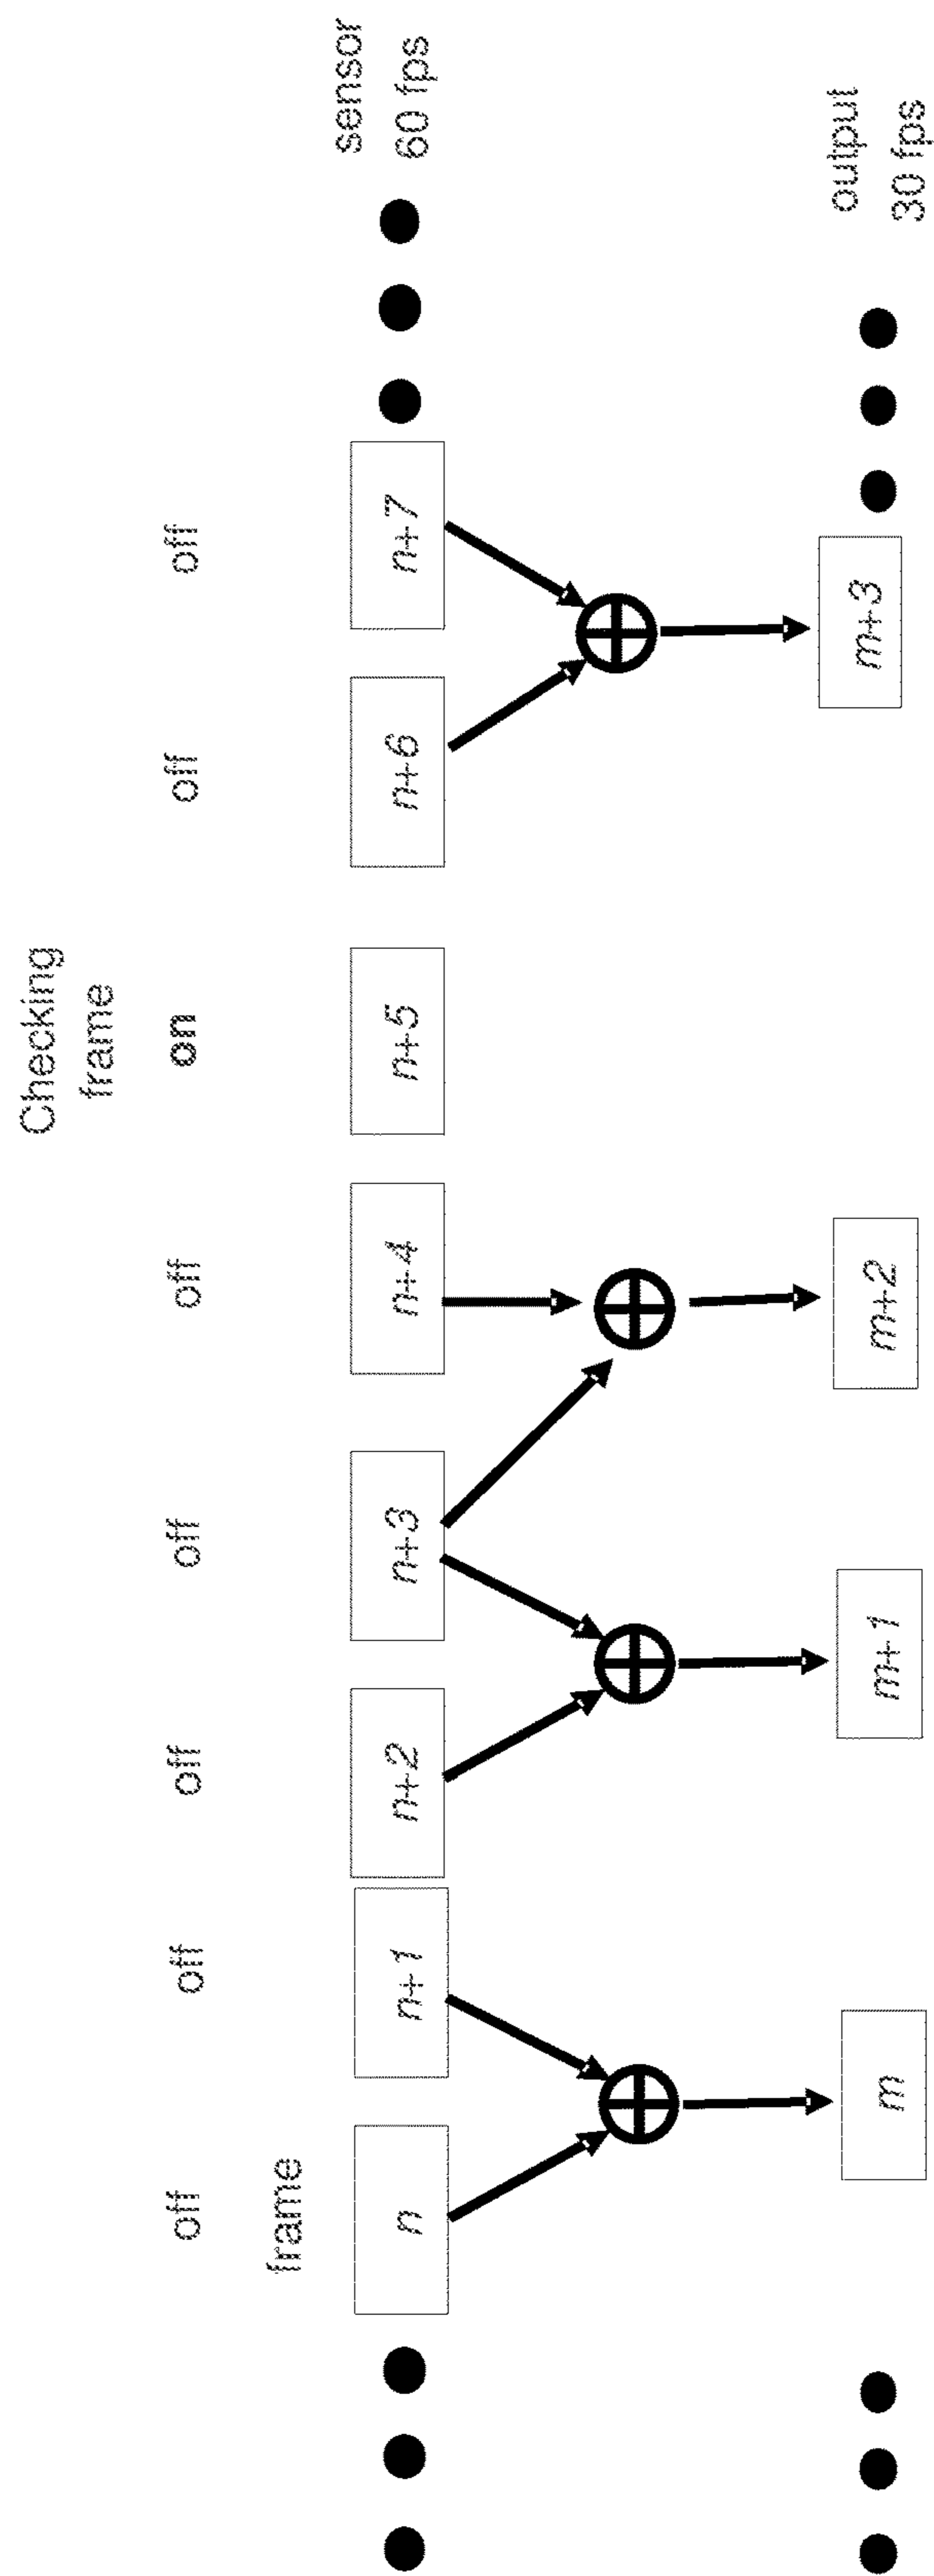 Checking
frame
off
off
off
off
off
on
off
off
frame
n
n+1
n+2
n+3
n+4
n+5
n+6
n+7
sensor
60 fps
m
m+1
m+2
m+3
output
30 fps